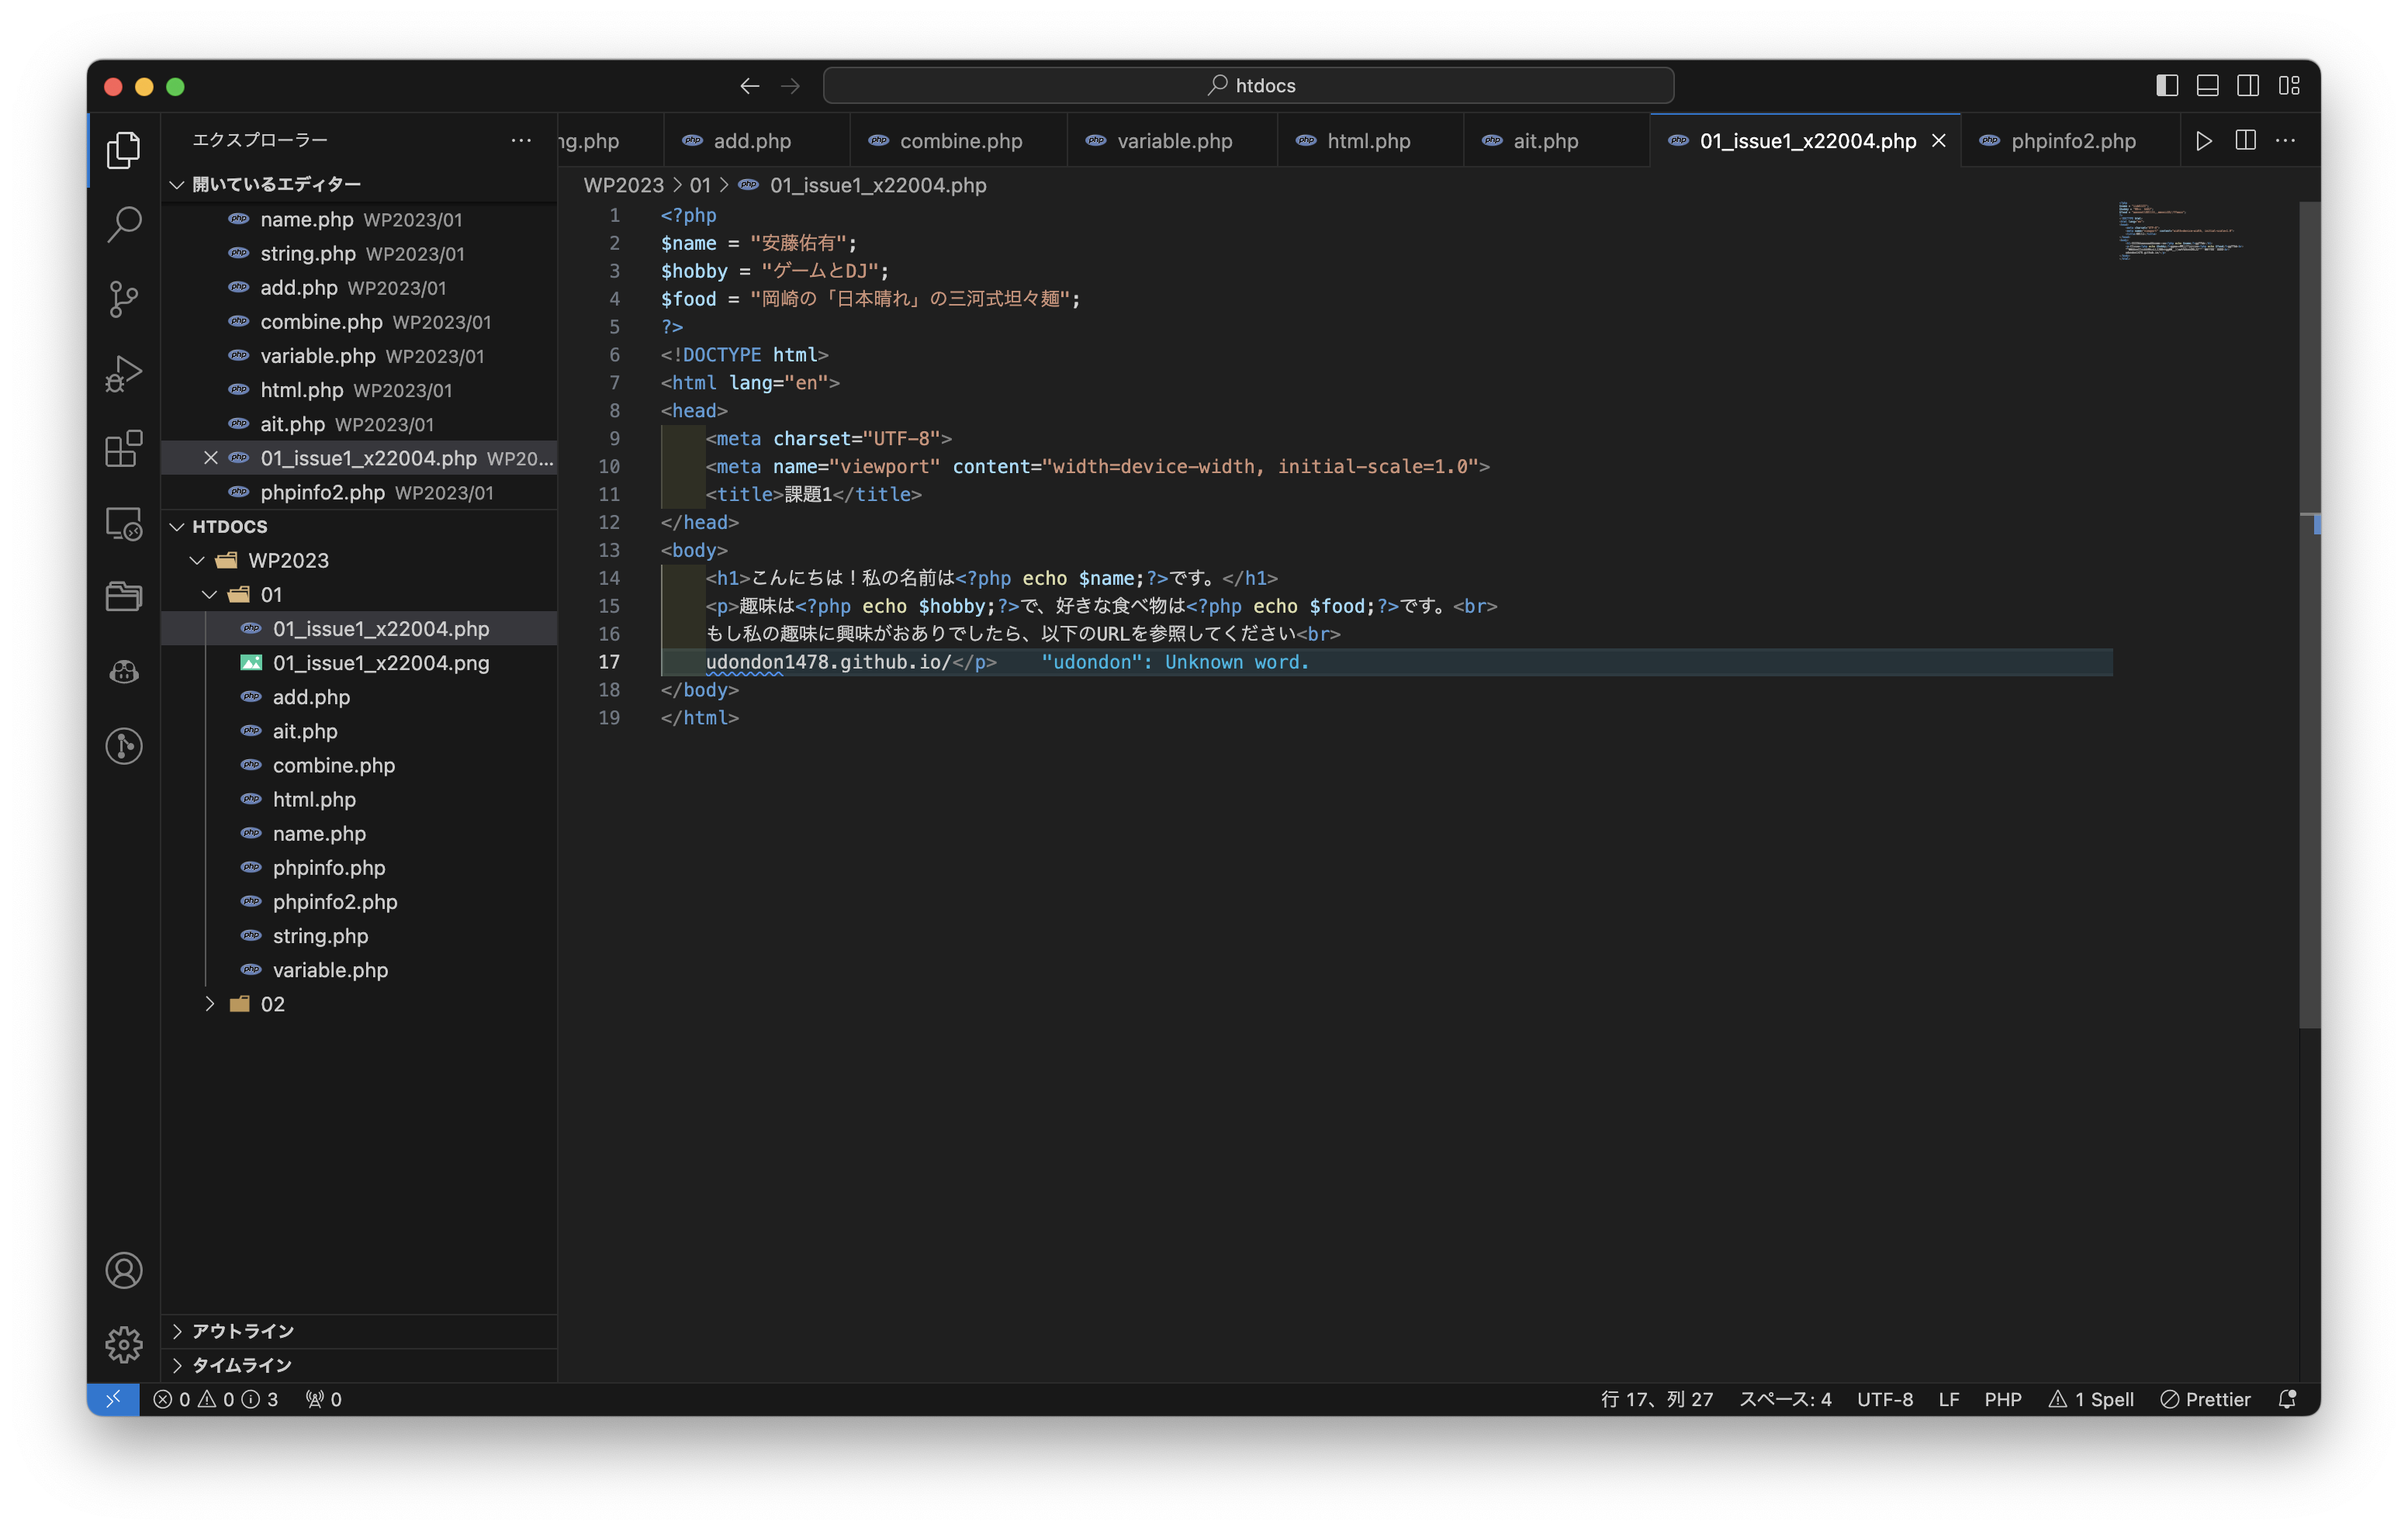 htdocs
エクスプローラー
ng.php
add.php
combine.php
variable.php
html.php
ait.php
01_issue1_x22004.php
phpinfo2.php
開いているエディター
name.php WP2023/01
string.php WP2023/01
add.php WP2023/01
combine.php WP2023/01
variable.php WP2023/01
html.php WP2023/01
ait.php WP2023/01
01_issue1_x22004.php WP20...
phpinfo2.php WP2023/01
HTDOCS
WP2023
01
01_issue1_x22004.php
01_issue1_x22004.png
add.php
ait.php
combine.php
html.php
name.php
phpinfo.php
phpinfo2.php
string.php
variable.php
02
アウトライン
タイムライン
WP2023 > 01 > 01_issue1_x22004.php
1 <?php
2 $name = "安藤佑有";
3 $hobby = "ゲームとDJ";
4 $food = "岡崎の「日本晴れ」の三河式坦々麺";
5 ?>
6 <!DOCTYPE html>
7 <html lang="en">
8 <head>
9 <meta charset="UTF-8">
10 <meta name="viewport" content="width=device-width, initial-scale=1.0">
11 <title>課題1</title>
12 </head>
13 <body>
14 <h1>こんにちは！私の名前は<?php echo $name;?>です。</h1>
15 <p>趣味は<?php echo $hobby;?>で、好きな食べ物は<?php echo $food;?>です。<br>
16 もし私の趣味に興味がおありでしたら、以下のURLを参照してください<br>
17 udondon1478.github.io/</p> "udondon": Unknown word.
18 </body>
19 </html>
0 0 3 0
行 17、列 27 スペース: 4 UTF-8 LF PHP 1 Spell Prettier